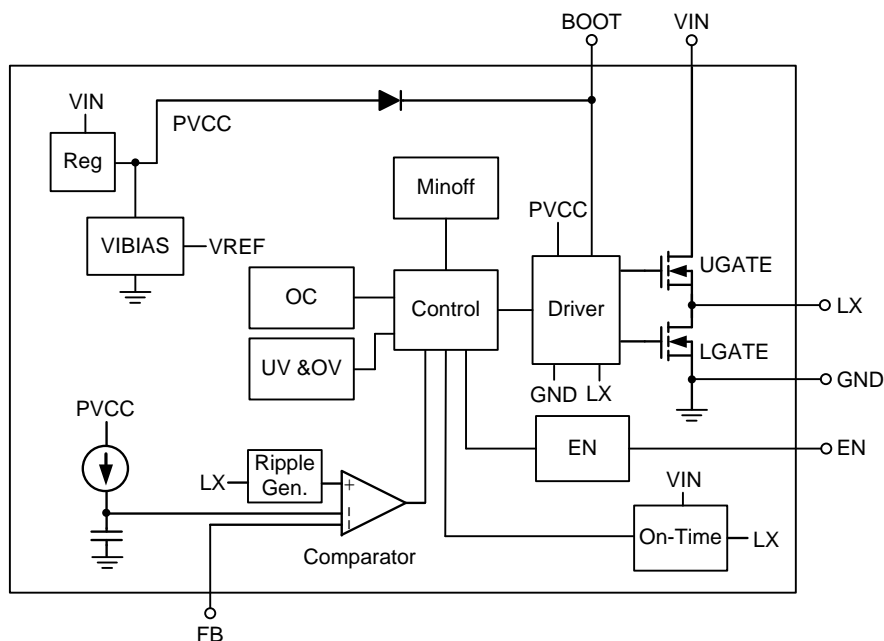 BOOT
VIN
VIN
PVCC
Reg
Minoff
VIBIAS
VREF
PVCC
UGATE
OC
Control
Driver
LX
LGATE
UV &OV
GND
GND
LX
PVCC
EN
EN
Ripple
Gen.
LX
+
VIN
On-Time
LX
Comparator
FB